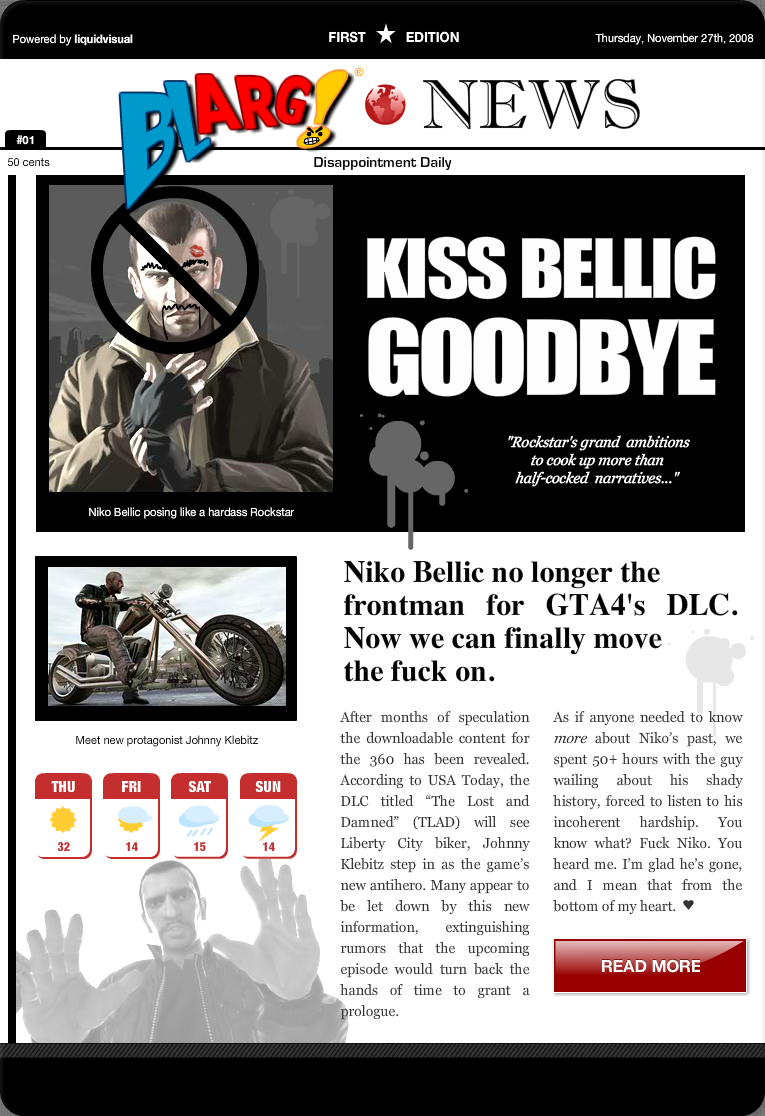 Powered by liquidvisual
FIRST ★ EDITION
Thursday, November 27th, 2008
BLARG! ® NEWS
#01
50 cents
Disappointment Daily
KISS BELLIC
GOODBYE
"Rockstar's grand ambitions
to cook up more than
half-cocked narratives..."
Niko Bellic posing like a hardass Rockstar
Meet new protagonist Johnny Klebitz
THU FRI SAT SUN
32 14 15 14
Niko Bellic no longer the
frontman for GTA4's DLC.
Now we can finally move
the fuck on.
After months of speculation
the downloadable content for
the 360 has been revealed.
According to USA Today, the
DLC titled “The Lost and
Damned” (TLAD) will see
Liberty City biker, Johnny
Klebitz step in as the game’s
new antihero. Many appear to
be let down by this new
information, extinguishing
rumors that the upcoming
episode would turn back the
hands of time to grant a
prologue.
As if anyone needed to know
more about Niko’s past, we
spent 50+ hours with the guy
wailing about his shady
history, forced to listen to his
incoherent hardship. You
know what? Fuck Niko. You
heard me. I’m glad he’s gone,
and I mean that from the
bottom of my heart. ♥
READ MORE